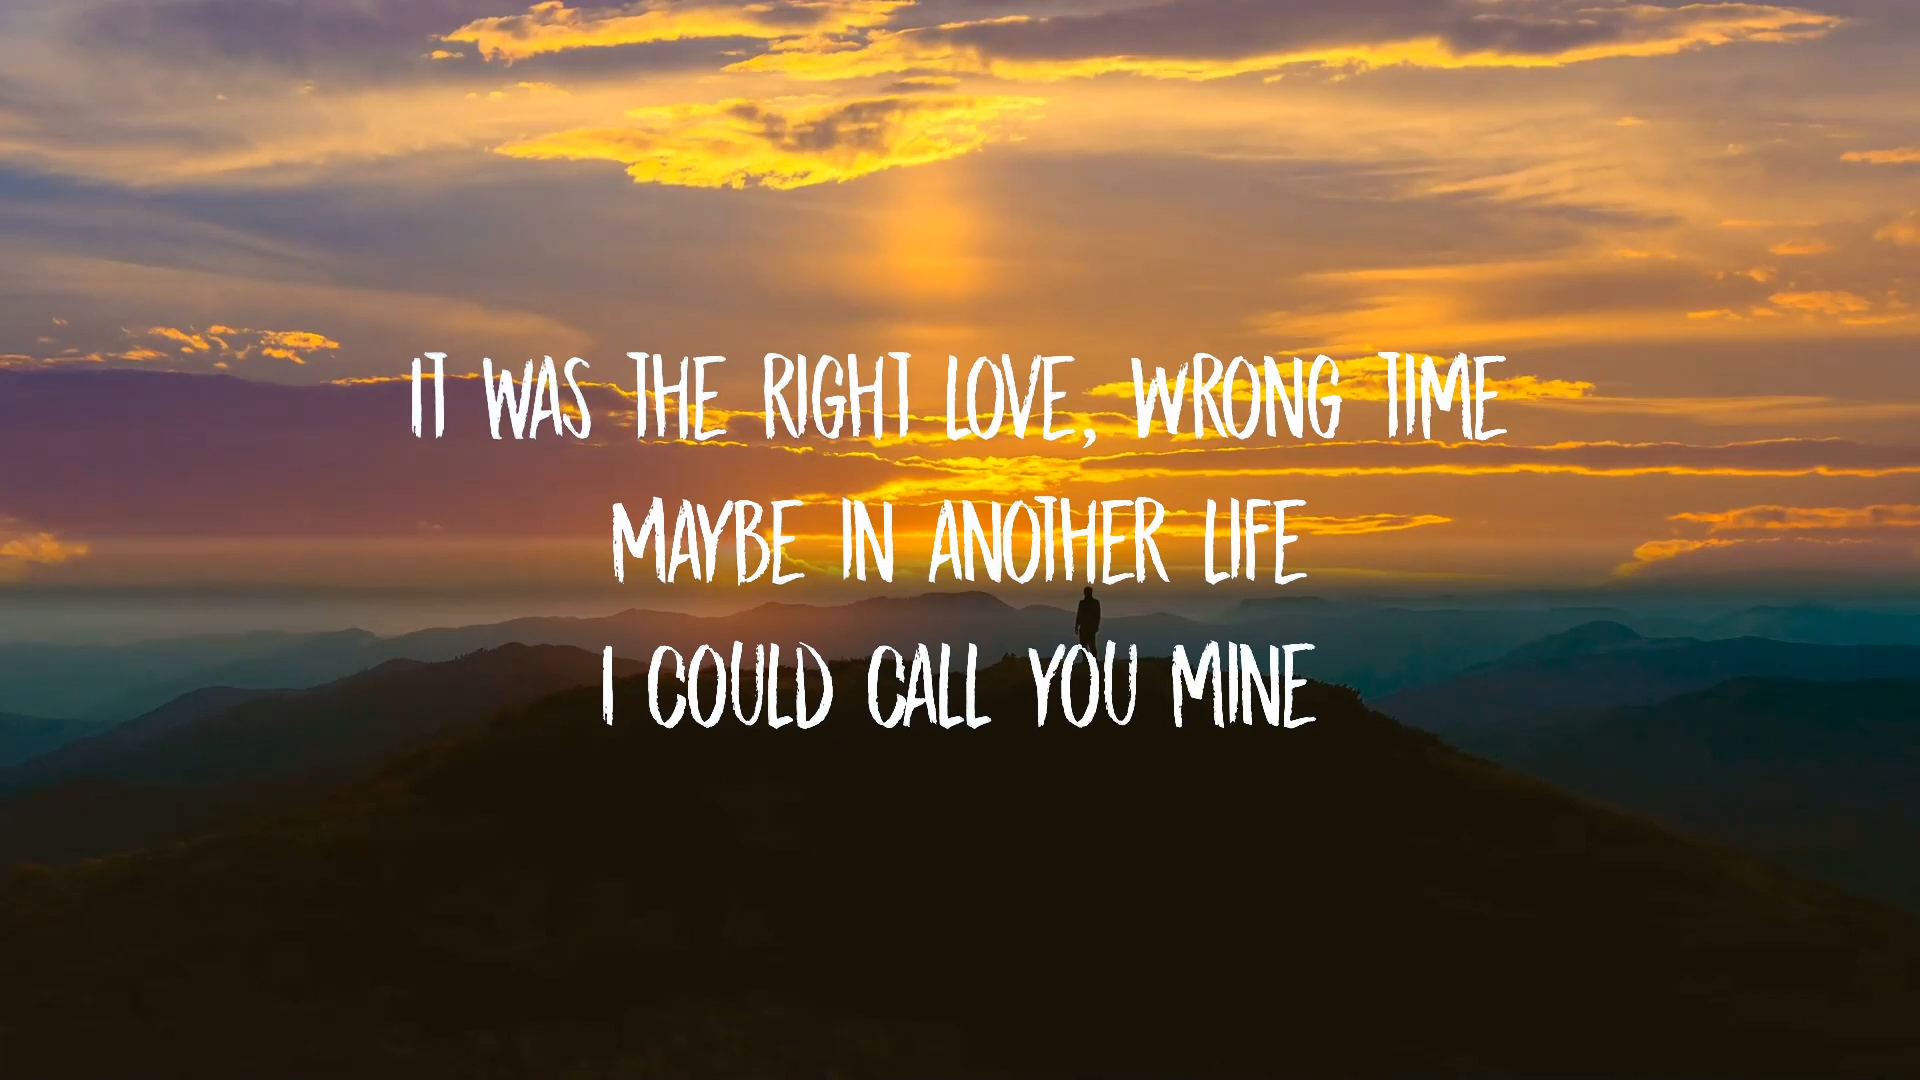 IT WAS THE RIGHT LOVE, WRONG TIME
MAYBE IN ANOTHER LIFE
I COULD CALL YOU MINE